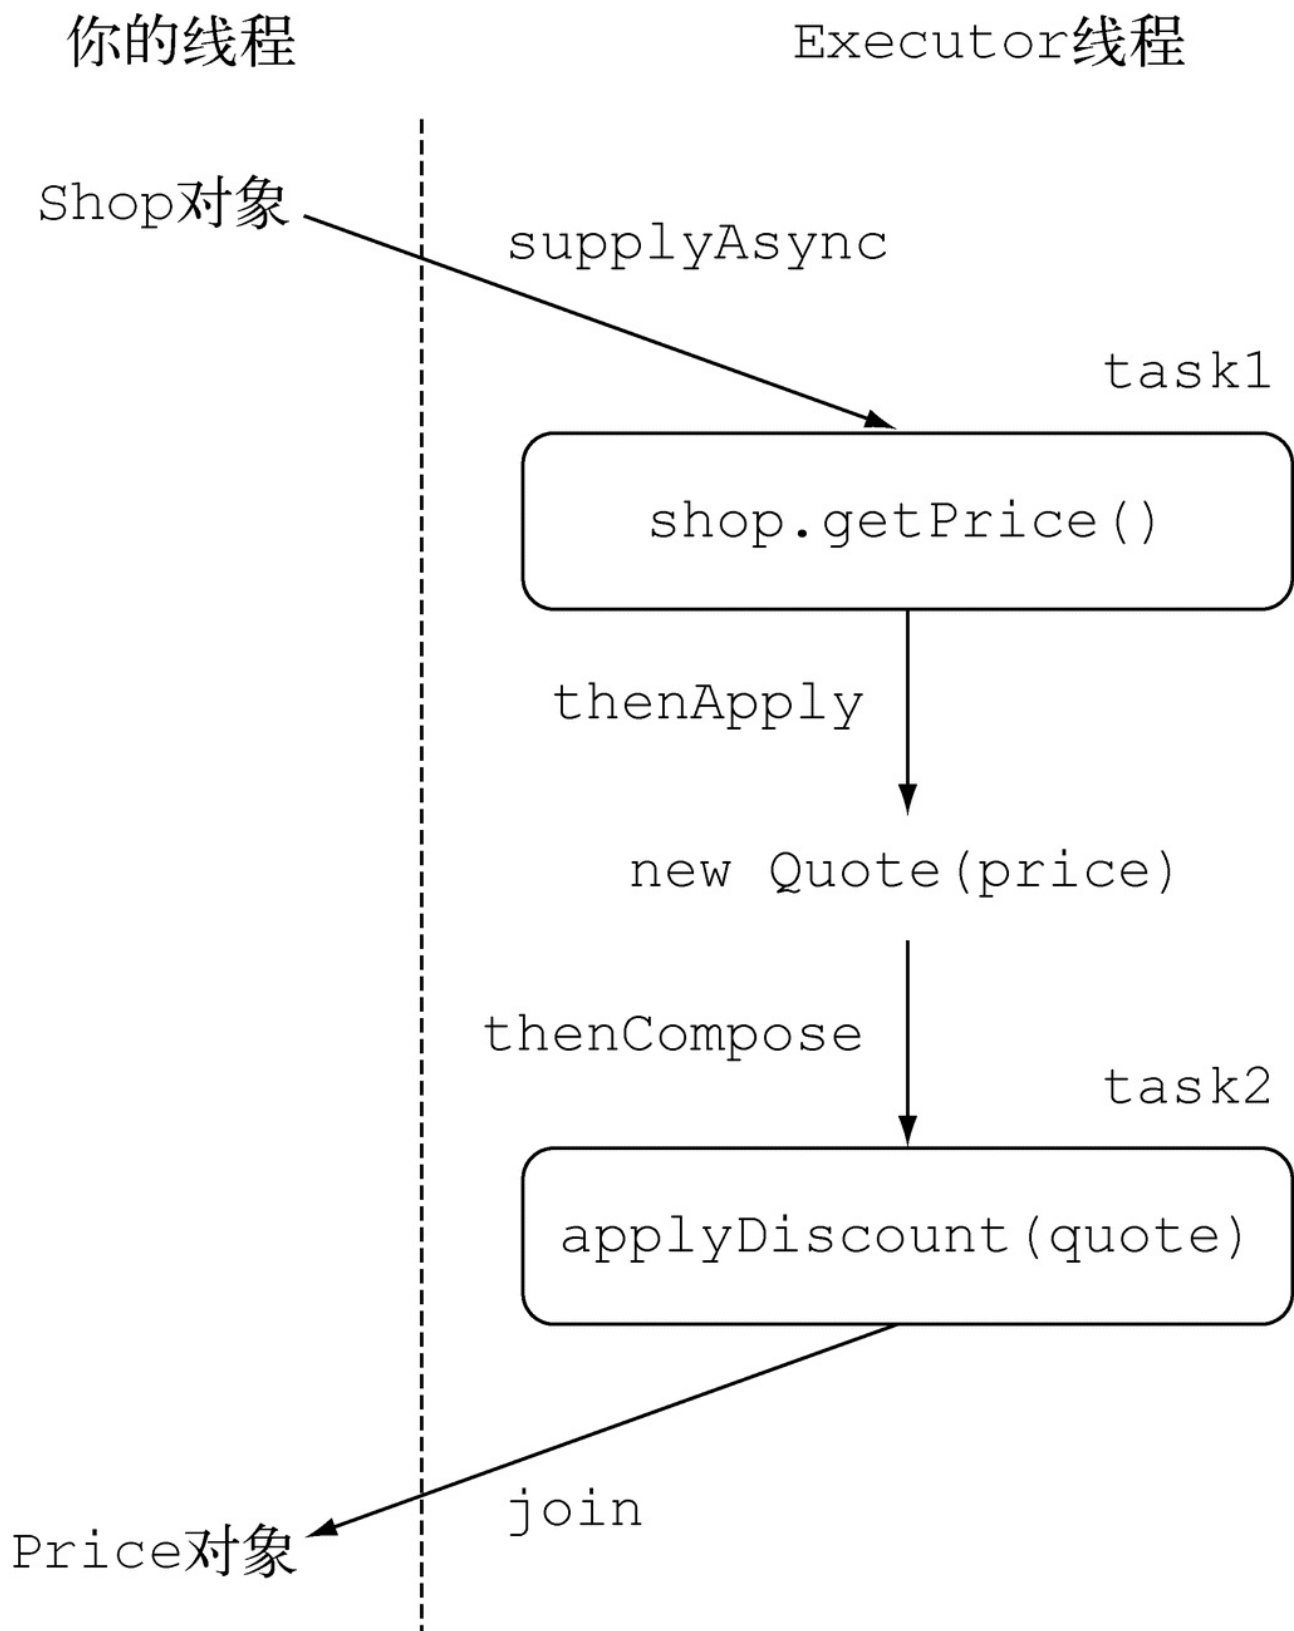 你的线程
Executor线程
Shop对象
supplyAsync
task1
shop.getPrice()
thenApply
new Quote(price)
thenCompose
task2
applyDiscount(quote)
join
Price对象